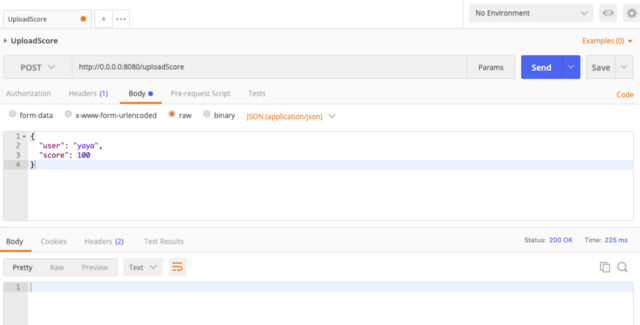 UploadScore + ••• No Environment
UploadScore Examples (0)
POST http://0.0.0.0:8080/uploadScore Params Send Save
Authorization Headers (1) Body Pre-request Script Tests Code
form-data x-www-form-urlencoded raw binary JSON (application/json)
1 {
2 "user": "yaya",
3 "score": 100
4 }
Body Cookies Headers (2) Test Results Status: 200 OK Time: 225 ms
Pretty Raw Preview Text
1